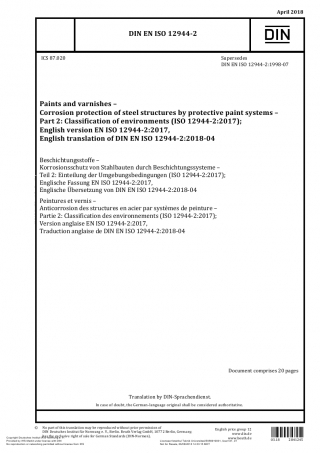 April 2018
DIN EN ISO 12944-2
DIN
ICS 87.020
Supersedes
DIN EN ISO 12944-2:1998-07
Paints and varnishes –
Corrosion protection of steel structures by protective paint systems –
Part 2: Classification of environments (ISO 12944-2:2017);
English version EN ISO 12944-2:2017,
English translation of DIN EN ISO 12944-2:2018-04
Beschichtungsstoffe –
Korrosionsschutz von Stahlbauten durch Beschichtungssysteme –
Teil 2: Einteilung der Umgebungsbedingungen (ISO 12944-2:2017);
Englische Fassung EN ISO 12944-2:2017,
Englische Übersetzung von DIN EN ISO 12944-2:2018-04
Peintures et vernis –
Anticorrosion des structures en acier par systèmes de peinture –
Partie 2: Classification des environnements (ISO 12944-2:2017);
Version anglaise EN ISO 12944-2:2017,
Traduction anglaise de DIN EN ISO 12944-2:2018-04
Document comprises 20 pages
Translation by DIN-Sprachendienst.
In case of doubt, the German-language original shall be considered authoritative.
No part of this translation may be reproduced without prior permission of
DIN Deutsches Institut für Normung e. V., Berlin. Beuth Verlag GmbH, 10772 Berlin, Germany,
has the exclusive right of sale for German Standards (DIN-Normen).
English price group 12
www.din.de
www.beuth.de